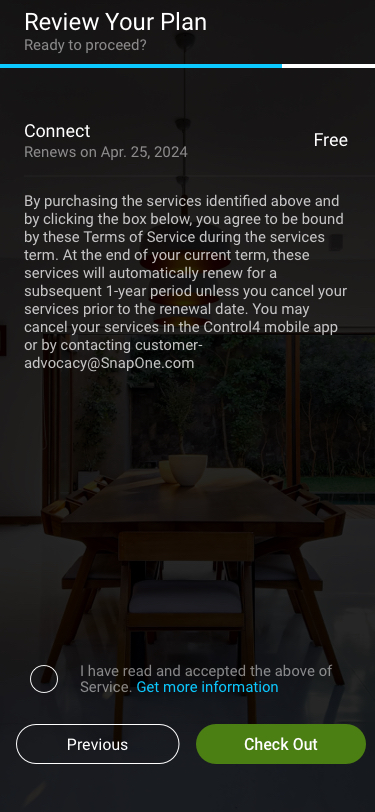 Review Your Plan
Ready to proceed?
Connect
Renews on Apr. 25, 2024
Free
By purchasing the services identified above and
by clicking the box below, you agree to be bound
by these Terms of Service during the services
term. At the end of your current term, these
services will automatically renew for a
subsequent 1-year period unless you cancel your
services prior to the renewal date. You may
cancel your services in the Control4 mobile app
or by contacting customer-
advocacy@SnapOne.com
I have read and accepted the above of
Service. Get more information
Previous
Check Out